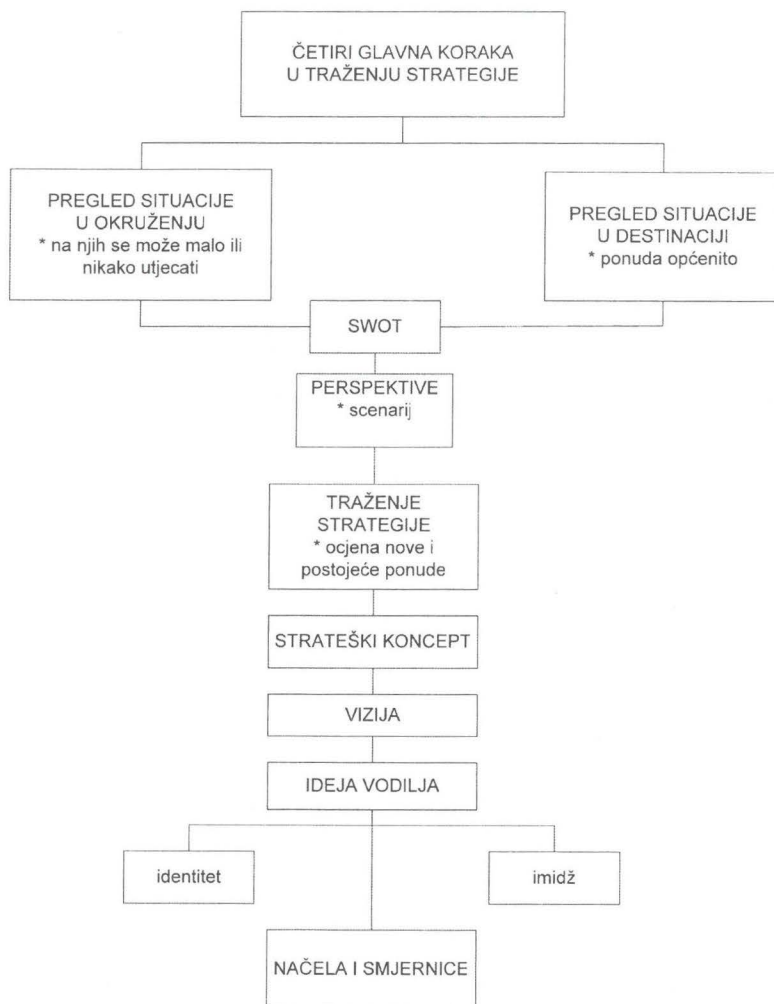 ČETIRI GLAVNA KORAKA
U TRAŽENJU STRATEGIJE
PREGLED SITUACIJE
U OKRUŽENJU
* na njih se može malo ili
nikako utjecati
PREGLED SITUACIJE
U DESTINACIJI
* ponuda općenito
SWOT
PERSPEKTIVE
* scenarij
TRAŽENJE
STRATEGIJE
* ocjena nove i
postojeće ponude
STRATEŠKI KONCEPT
VIZIJA
IDEJA VODILJA
identitet
imidž
NAČELA I SMJERNICE